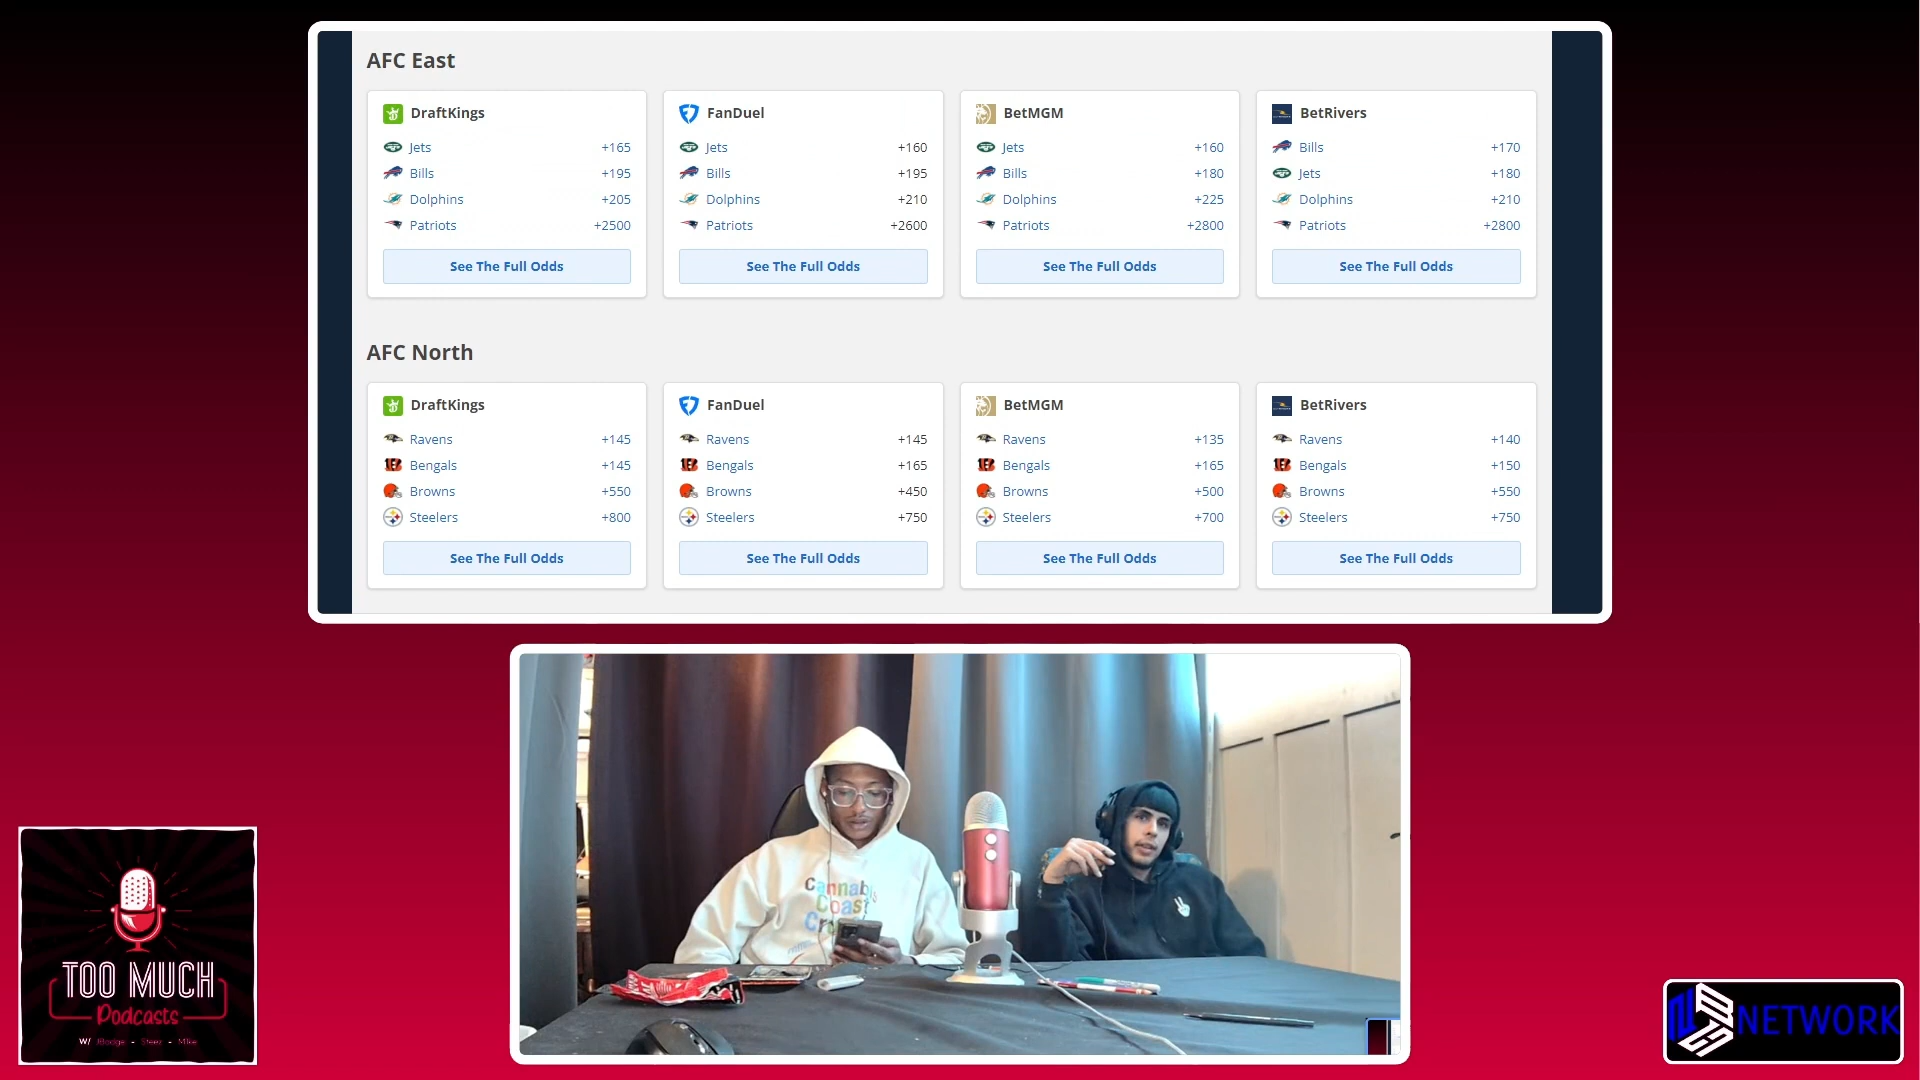 AFC East
DraftKings
Jets +165
Bills +195
Dolphins +205
Patriots +2500
See The Full Odds
FanDuel
Jets +160
Bills +195
Dolphins +210
Patriots +2600
See The Full Odds
BetMGM
Jets +160
Bills +180
Dolphins +225
Patriots +2800
See The Full Odds
BetRivers
Bills +170
Jets +180
Dolphins +210
Patriots +2800
See The Full Odds
AFC North
DraftKings
Ravens +145
Bengals +145
Browns +550
Steelers +800
See The Full Odds
FanDuel
Ravens +145
Bengals +165
Browns +450
Steelers +750
See The Full Odds
BetMGM
Ravens +135
Bengals +165
Browns +500
Steelers +700
See The Full Odds
BetRivers
Ravens +140
Bengals +150
Browns +550
Steelers +750
See The Full Odds
Cannabis
Coast
TOO MUCH
Podcasts
W/ - Steez - Mike
NETWORK